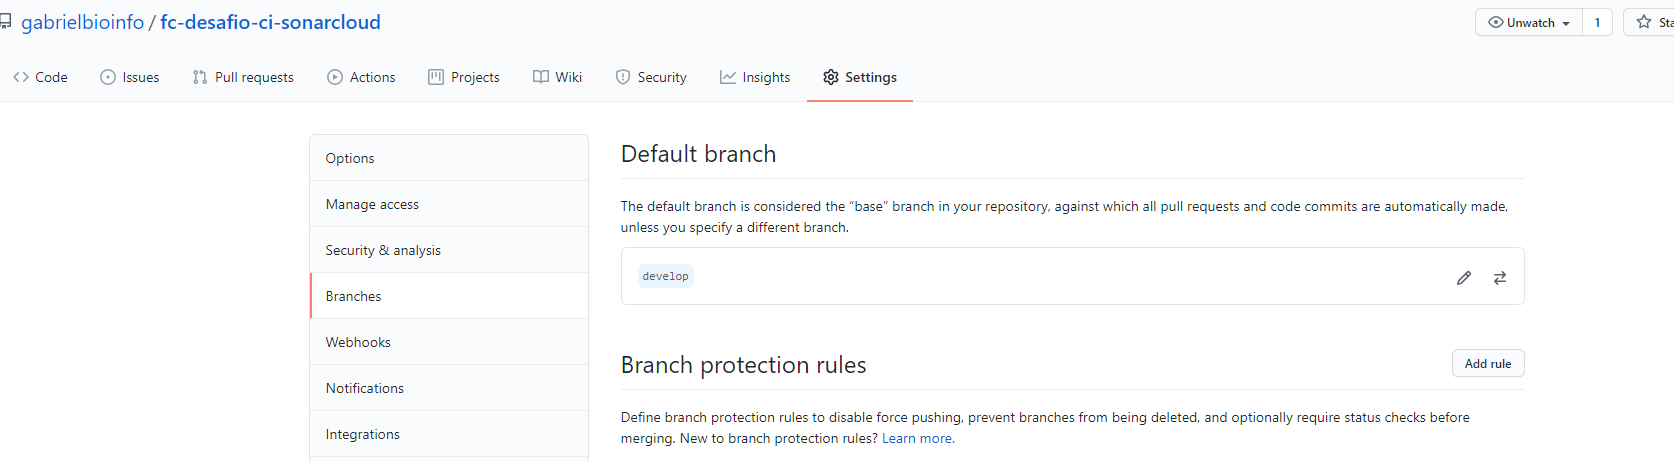 gabrielbioinfo / fc-desafio-ci-sonarcloud
Unwatch 1
Code Issues Pull requests Actions Projects Wiki Security Insights Settings
Options
Manage access
Security & analysis
Branches
Webhooks
Notifications
Integrations
Default branch
The default branch is considered the “base” branch in your repository, against which all pull requests and code commits are automatically made,
unless you specify a different branch.
develop
Branch protection rules
Add rule
Define branch protection rules to disable force pushing, prevent branches from being deleted, and optionally require status checks before
merging. New to branch protection rules? Learn more.